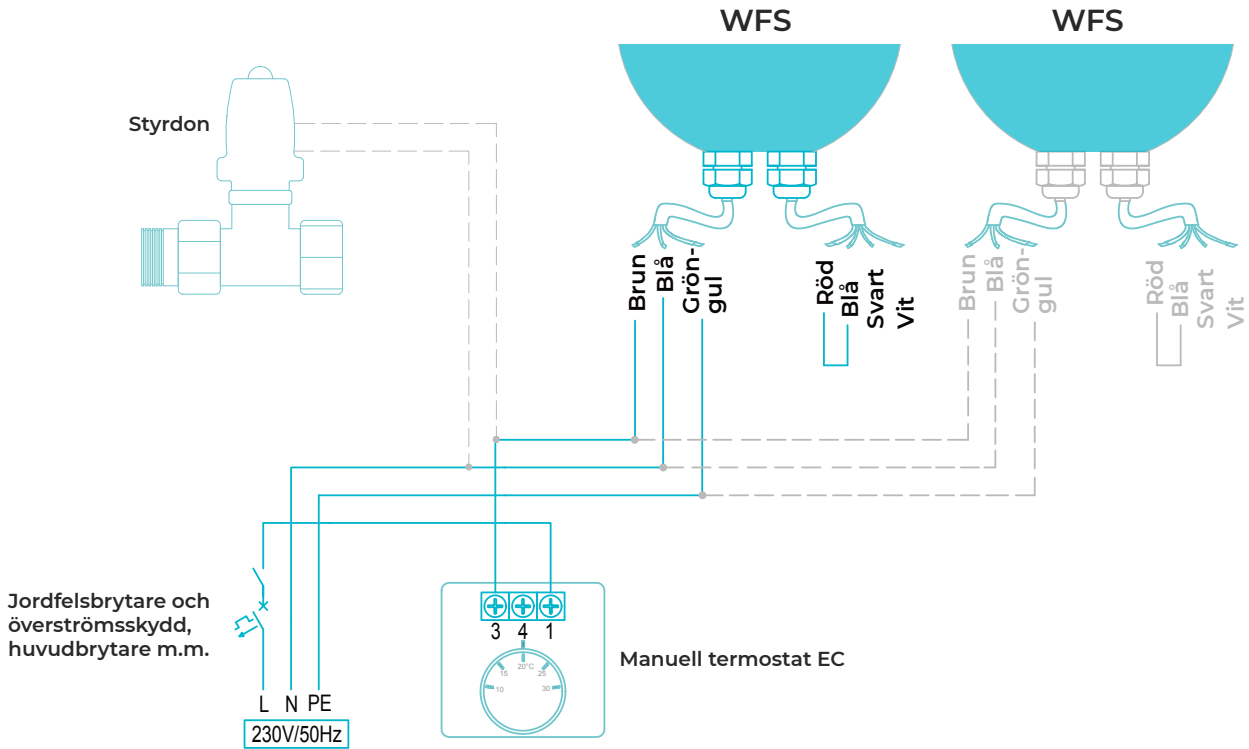 WFS
WFS
Styrdon
Brun
Blå
Grön-
gul
Röd
Blå
Svart
Vit
Brun
Blå
Grön-
gul
Röd
Blå
Svart
Vit
Jordfelsbrytare och
överströmsskydd,
huvudbrytare m.m.
3 4 1
Manuell termostat EC
10
15
20°C
25
30
L N PE
230V/50Hz